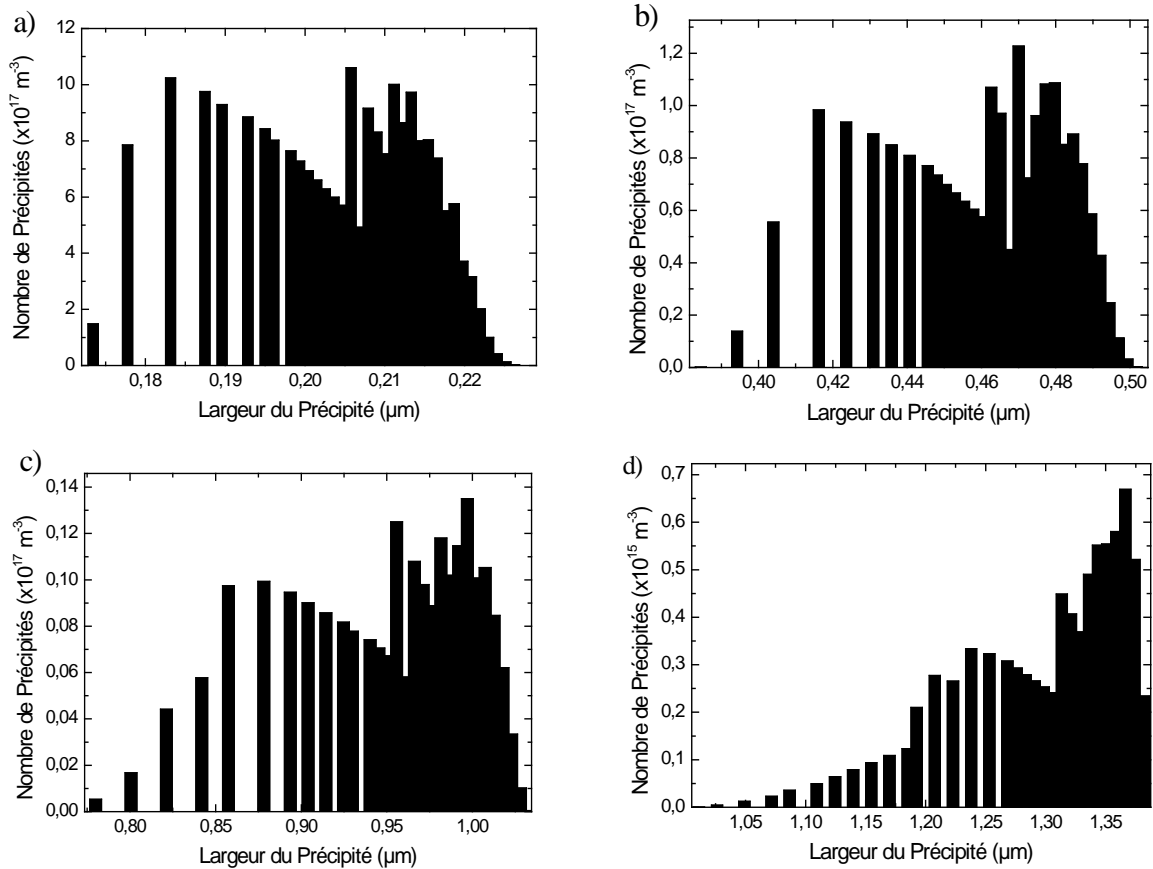 a)
Nombre de Précipités (x10¹⁷ m⁻³)
12
10
8
6
4
2
0
0,18 0,19 0,20 0,21 0,22
Largeur du Précipité (µm)
b)
Nombre de Précipités (x10¹⁷ m⁻³)
1,2
1,0
0,8
0,6
0,4
0,2
0,0
0,40 0,42 0,44 0,46 0,48 0,50
Largeur du Précipité (µm)
c)
Nombre de Précipités (x10¹⁷ m⁻³)
0,14
0,12
0,10
0,08
0,06
0,04
0,02
0,00
0,80 0,85 0,90 0,95 1,00
Largeur du Précipité (µm)
d)
Nombre de Précipités (x10¹⁵ m⁻³)
0,7
0,6
0,5
0,4
0,3
0,2
0,1
0,0
1,05 1,10 1,15 1,20 1,25 1,30 1,35
Largeur du Précipité (µm)